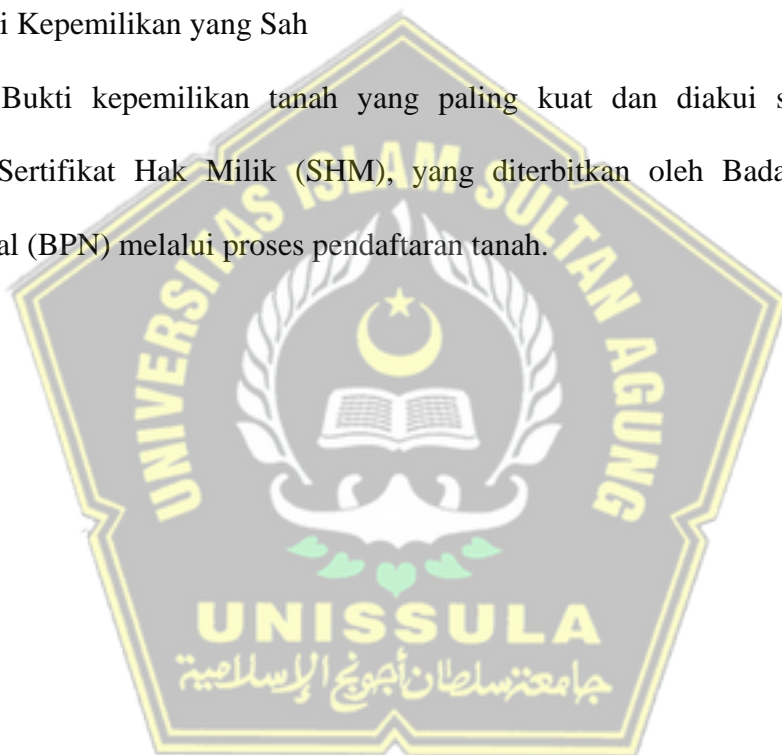 i Kepemilikan yang Sah
Bukti kepemilikan tanah yang paling kuat dan diakui s
Sertifikat Hak Milik (SHM), yang diterbitkan oleh Bada
al (BPN) melalui proses pendaftaran tanah.
UNIVERSITAS ISLAM SULTAN AGUNG
UNISSULA
جامعة سلطان أجونج الإسلامية